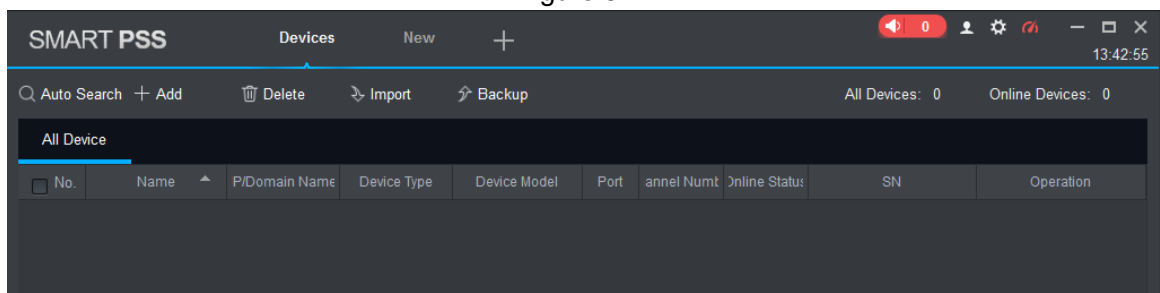 SMART PSS Devices New 0
13:42:55
Auto Search Add Delete Import Backup All Devices: 0 Online Devices: 0
All Device
No. Name P/Domain Name Device Type Device Model Port annel Numb Online Status SN Operation